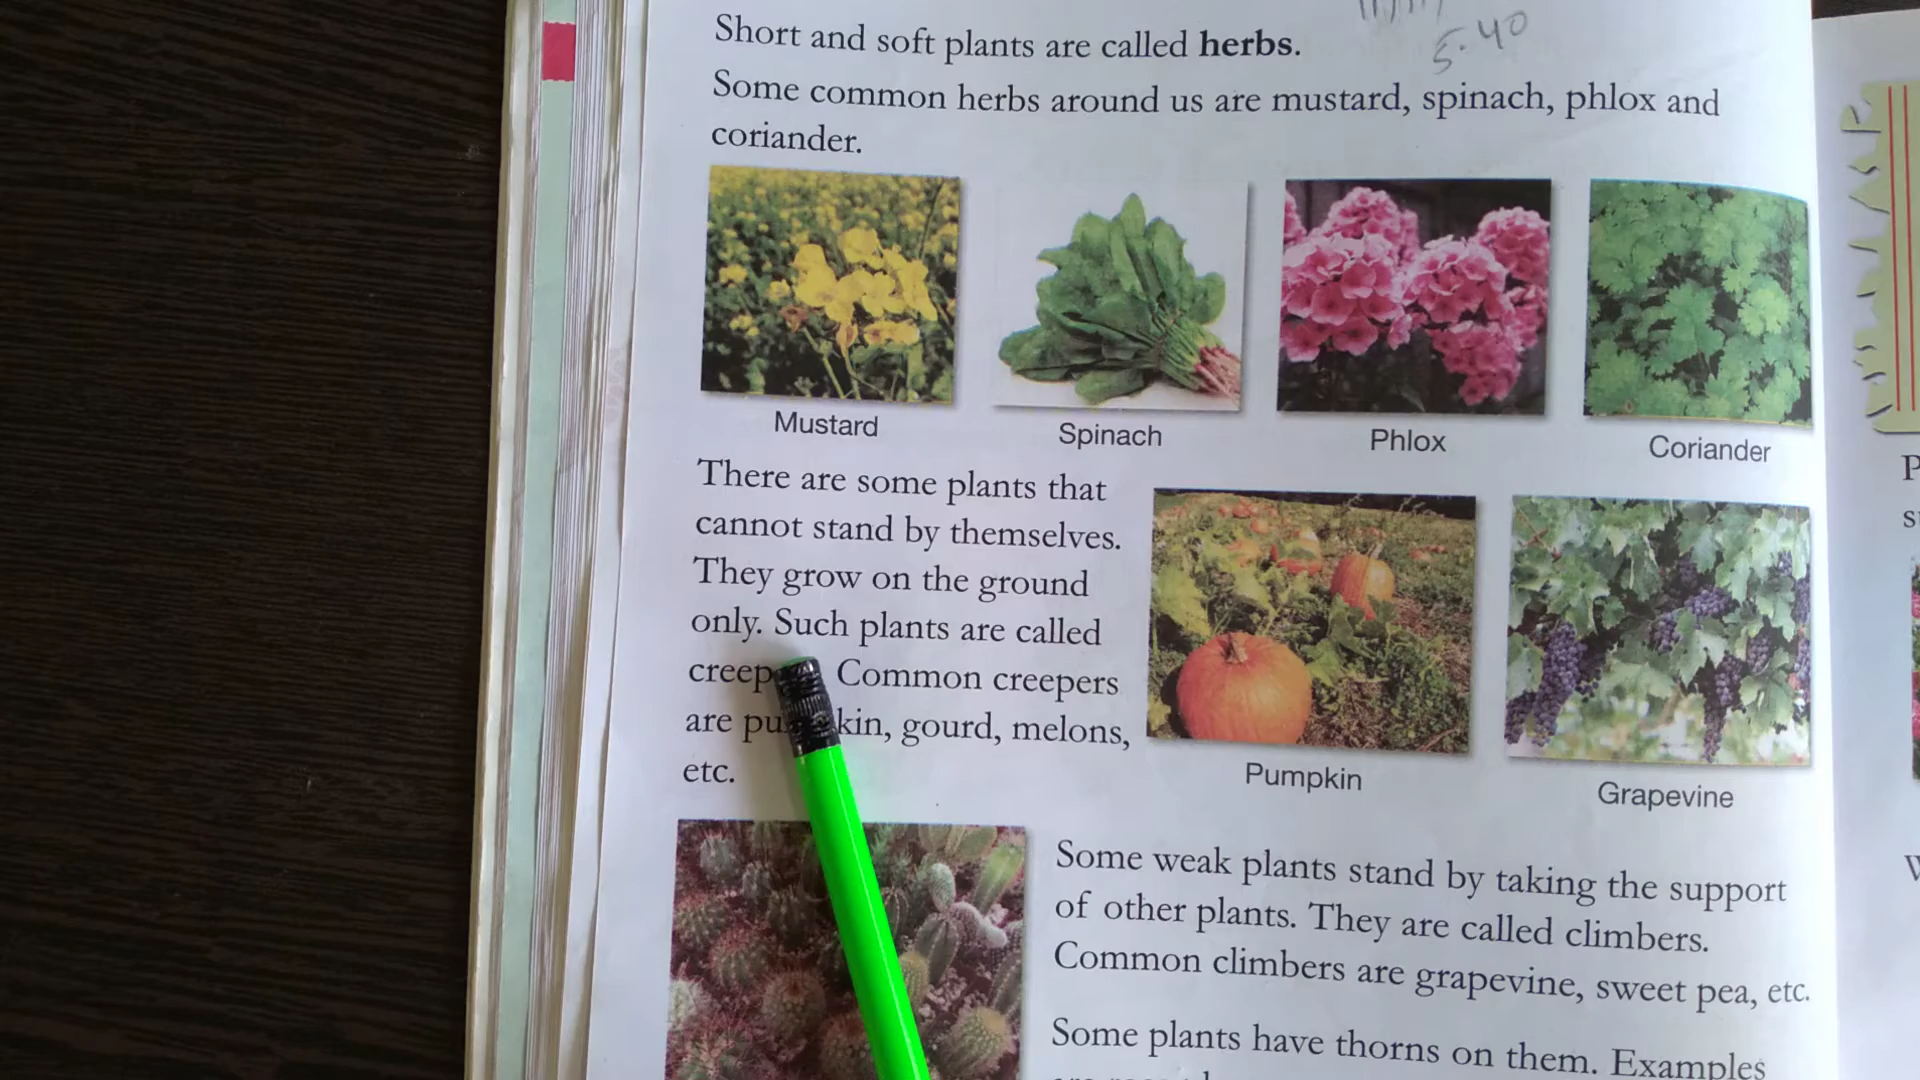 5.40
Short and soft plants are called herbs.
Some common herbs around us are mustard, spinach, phlox and
coriander.
Mustard
Spinach
Phlox
Coriander
There are some plants that
cannot stand by themselves.
They grow on the ground
only. Such plants are called
Common creepers
are gourd, melons,
etc.
Pumpkin
Grapevine
Some weak plants stand by taking the support
of other plants. They are called climbers.
Common climbers are grapevine, sweet pea, etc.
Some plants have thorns on them. Examples